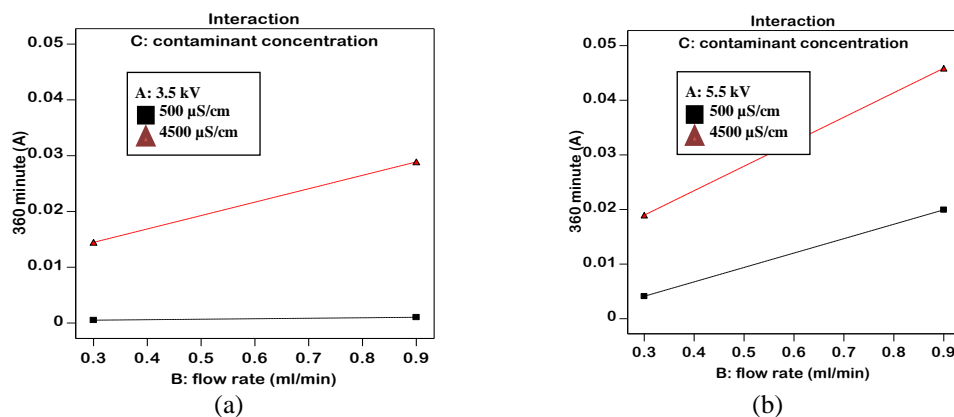 Interaction
C: contaminant concentration
A: 3.5 kV
500 µS/cm
4500 µS/cm
360 minute (A)
0.05
0.04
0.03
0.02
0.01
0
0.3 0.4 0.5 0.6 0.7 0.8 0.9
B: flow rate (ml/min)
(a)
Interaction
C: contaminant concentration
A: 5.5 kV
500 µS/cm
4500 µS/cm
360 minute (A)
0.05
0.04
0.03
0.02
0.01
0
0.3 0.4 0.5 0.6 0.7 0.8 0.9
B: flow rate (ml/min)
(b)